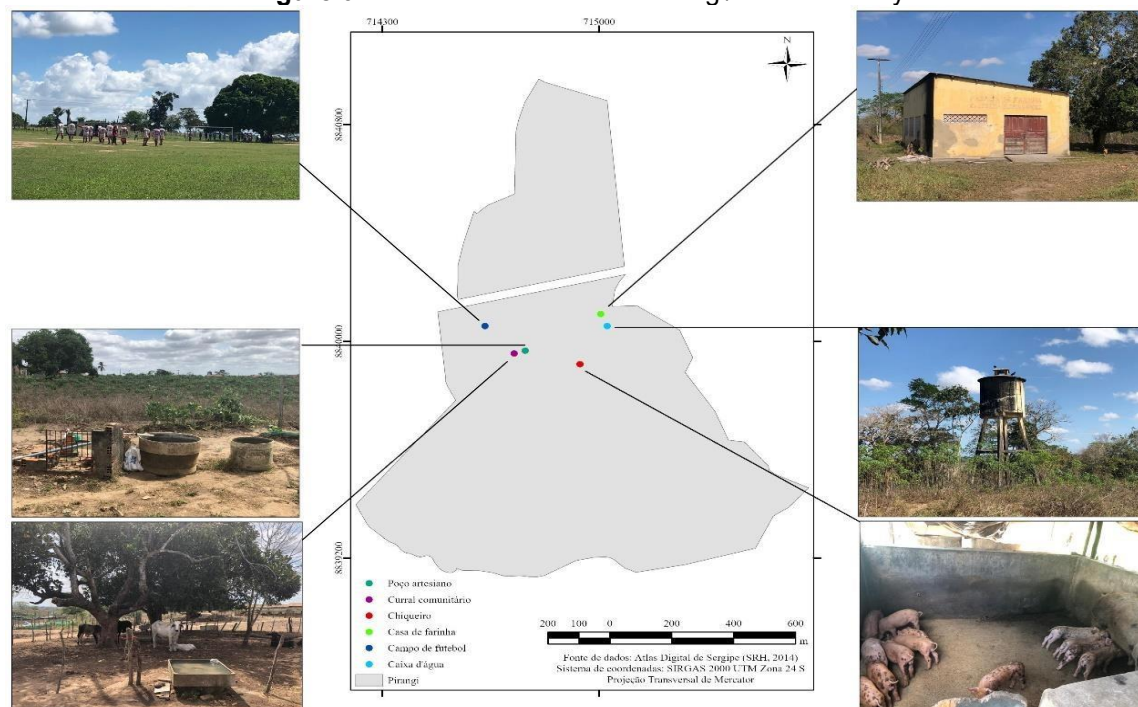 714300
715000
N
8840800
8840000
8839200
Poço artesiano
Curral comunitário
Chiqueiro
Casa de farinha
Campo de futebol
Caixa d'água
Pirangi
200 100 0 200 400 600
m
Fonte de dados: Atlas Digital de Sergipe (SRH, 2014)
Sistema de coordenadas: SIRGAS 2000 UTM Zona 24 S
Projeção Transversal de Mercator